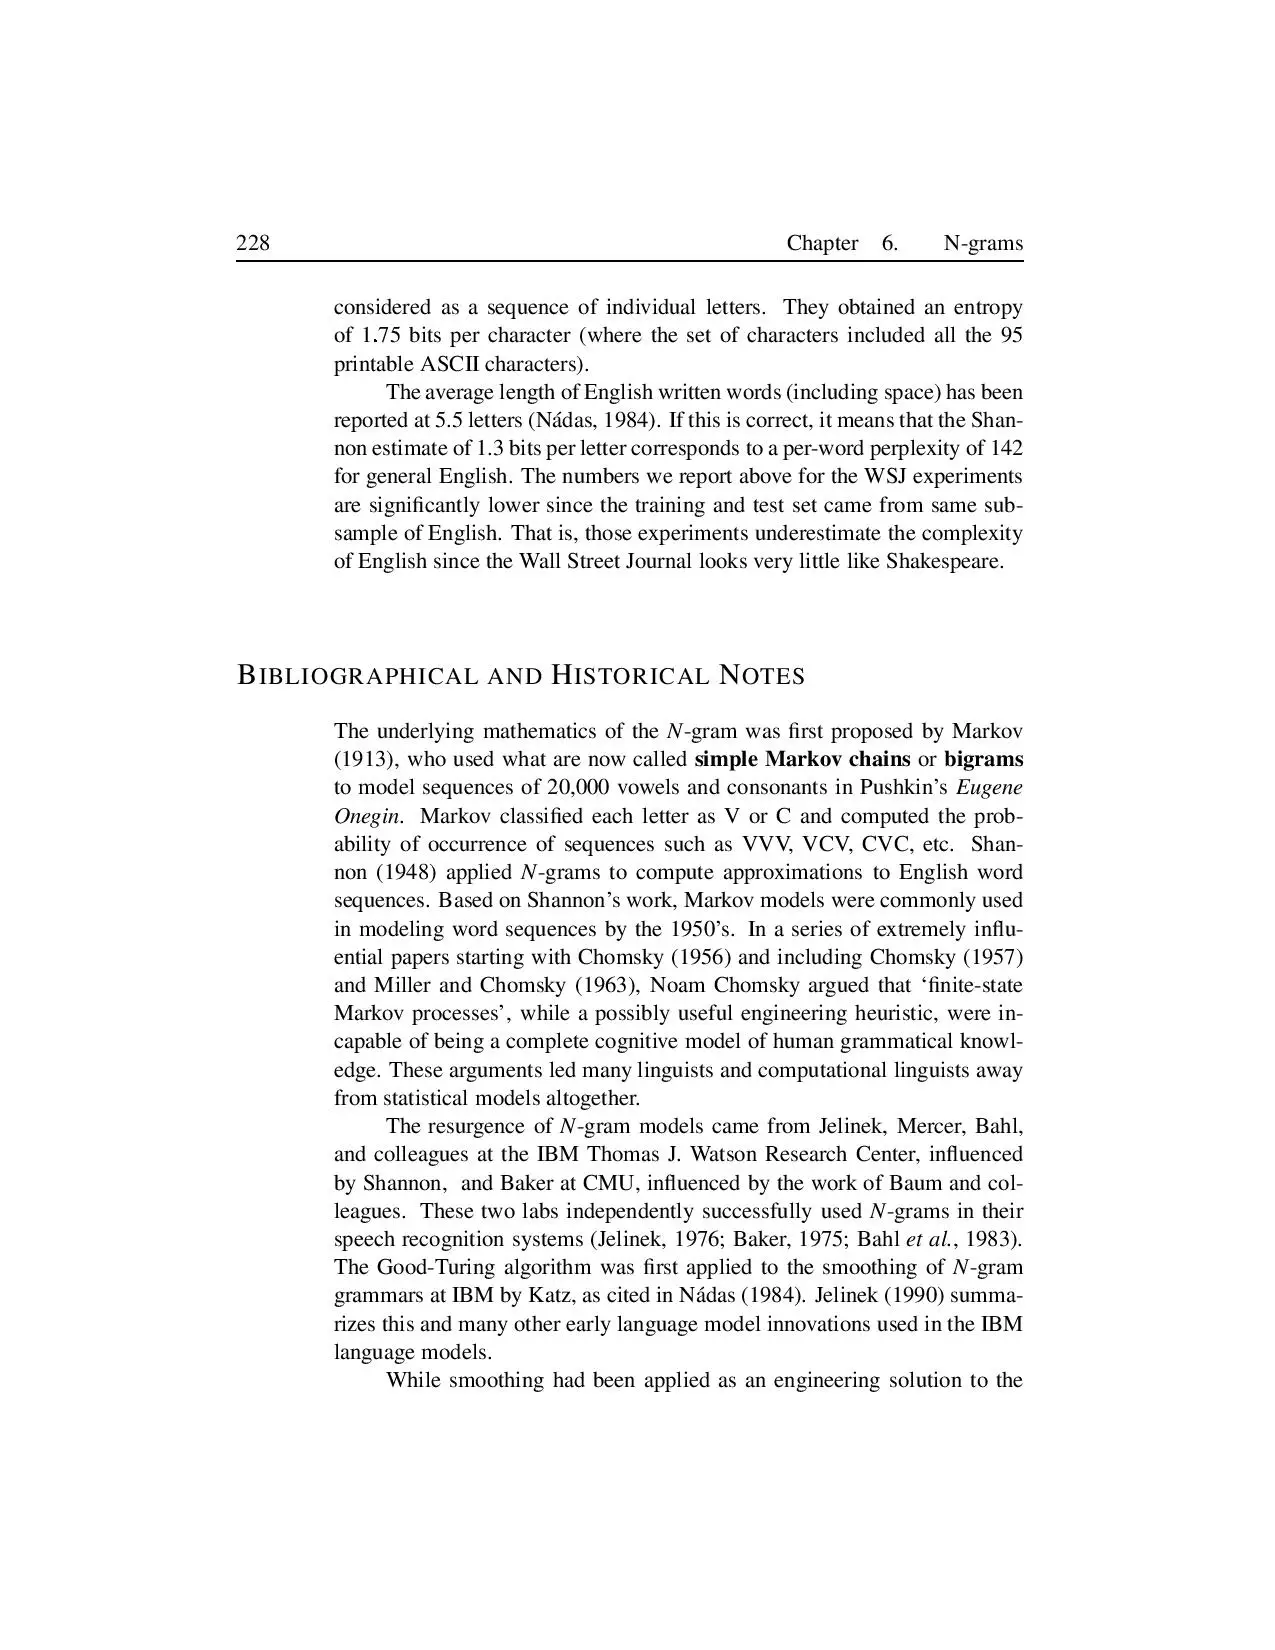 228 Chapter 6. N-grams
considered as a sequence of individual letters. They obtained an entropy
of 1.75 bits per character (where the set of characters included all the 95
printable ASCII characters).
The average length of English written words (including space) has been
reported at 5.5 letters (Nádas, 1984). If this is correct, it means that the Shan-
non estimate of 1.3 bits per letter corresponds to a per-word perplexity of 142
for general English. The numbers we report above for the WSJ experiments
are significantly lower since the training and test set came from same sub-
sample of English. That is, those experiments underestimate the complexity
of English since the Wall Street Journal looks very little like Shakespeare.
BIBLIOGRAPHICAL AND HISTORICAL NOTES
The underlying mathematics of the N-gram was first proposed by Markov
(1913), who used what are now called simple Markov chains or bigrams
to model sequences of 20,000 vowels and consonants in Pushkin's Eugene
Onegin. Markov classified each letter as V or C and computed the prob-
ability of occurrence of sequences such as VVV, VCV, CVC, etc. Shan-
non (1948) applied N-grams to compute approximations to English word
sequences. Based on Shannon's work, Markov models were commonly used
in modeling word sequences by the 1950's. In a series of extremely influ-
ential papers starting with Chomsky (1956) and including Chomsky (1957)
and Miller and Chomsky (1963), Noam Chomsky argued that ‘finite-state
Markov processes’, while a possibly useful engineering heuristic, were in-
capable of being a complete cognitive model of human grammatical knowl-
edge. These arguments led many linguists and computational linguists away
from statistical models altogether.
The resurgence of N-gram models came from Jelinek, Mercer, Bahl,
and colleagues at the IBM Thomas J. Watson Research Center, influenced
by Shannon, and Baker at CMU, influenced by the work of Baum and col-
leagues. These two labs independently successfully used N-grams in their
speech recognition systems (Jelinek, 1976; Baker, 1975; Bahl et al., 1983).
The Good-Turing algorithm was first applied to the smoothing of N-gram
grammars at IBM by Katz, as cited in Nádas (1984). Jelinek (1990) summa-
rizes this and many other early language model innovations used in the IBM
language models.
While smoothing had been applied as an engineering solution to the